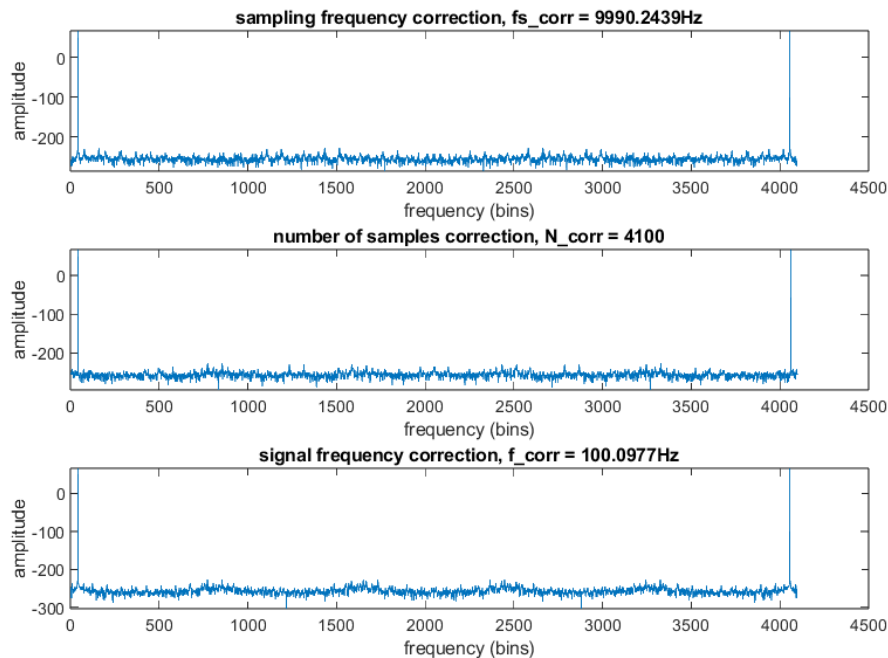 sampling frequency correction, fs_corr = 9990.2439Hz
amplitude
0
-100
-200
0 500 1000 1500 2000 2500 3000 3500 4000 4500
frequency (bins)
number of samples correction, N_corr = 4100
amplitude
0
-100
-200
0 500 1000 1500 2000 2500 3000 3500 4000 4500
frequency (bins)
signal frequency correction, f_corr = 100.0977Hz
amplitude
0
-100
-200
-300
0 500 1000 1500 2000 2500 3000 3500 4000 4500
frequency (bins)